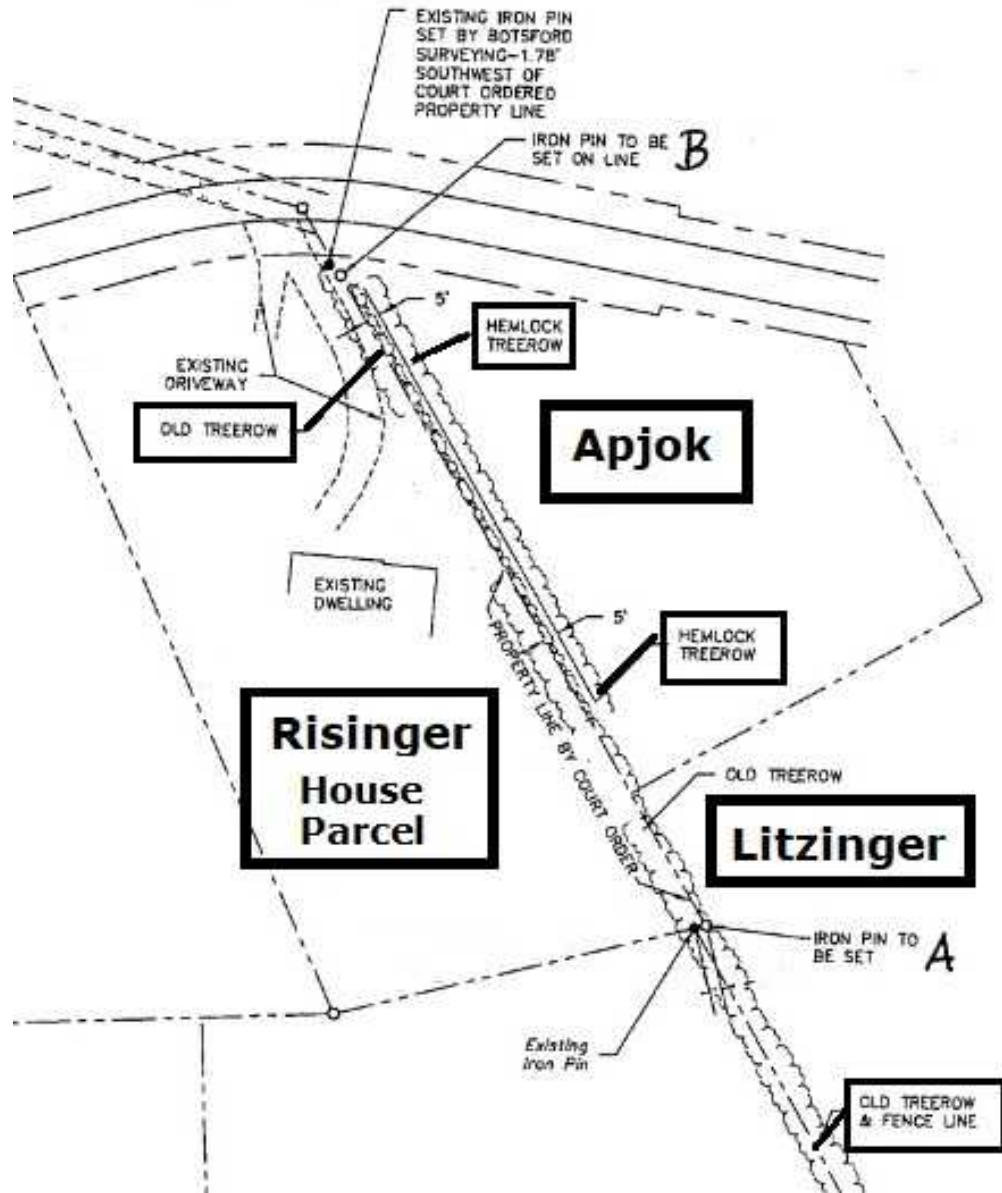 EXISTING IRON PIN
SET BY BOTSFORD
SURVEYING-1.78'
SOUTHWEST OF
COURT ORDERED
PROPERTY LINE
IRON PIN TO BE
SET ON LINE
B
5'
HEMLOCK
TREEROW
EXISTING
DRIVEWAY
OLD TREEROW
Apjok
EXISTING
DWELLING
5'
HEMLOCK
TREEROW
PROPERTY LINE BY COURT ORDER
Risinger
House
Parcel
OLD TREEROW
Litzinger
IRON PIN TO
BE SET
A
Existing
Iron Pin
OLD TREEROW
& FENCE LINE